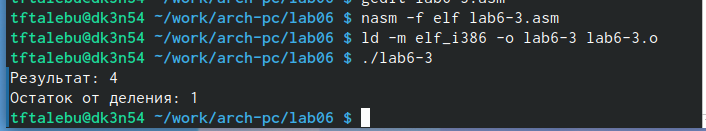 tftalebu@dk3n54 ~/work/arch-pc/lab06 $ gedit lab6-3.asm
tftalebu@dk3n54 ~/work/arch-pc/lab06 $ nasm -f elf lab6-3.asm
tftalebu@dk3n54 ~/work/arch-pc/lab06 $ ld -m elf_i386 -o lab6-3 lab6-3.o
tftalebu@dk3n54 ~/work/arch-pc/lab06 $ ./lab6-3
Результат: 4
Остаток от деления: 1
tftalebu@dk3n54 ~/work/arch-pc/lab06 $